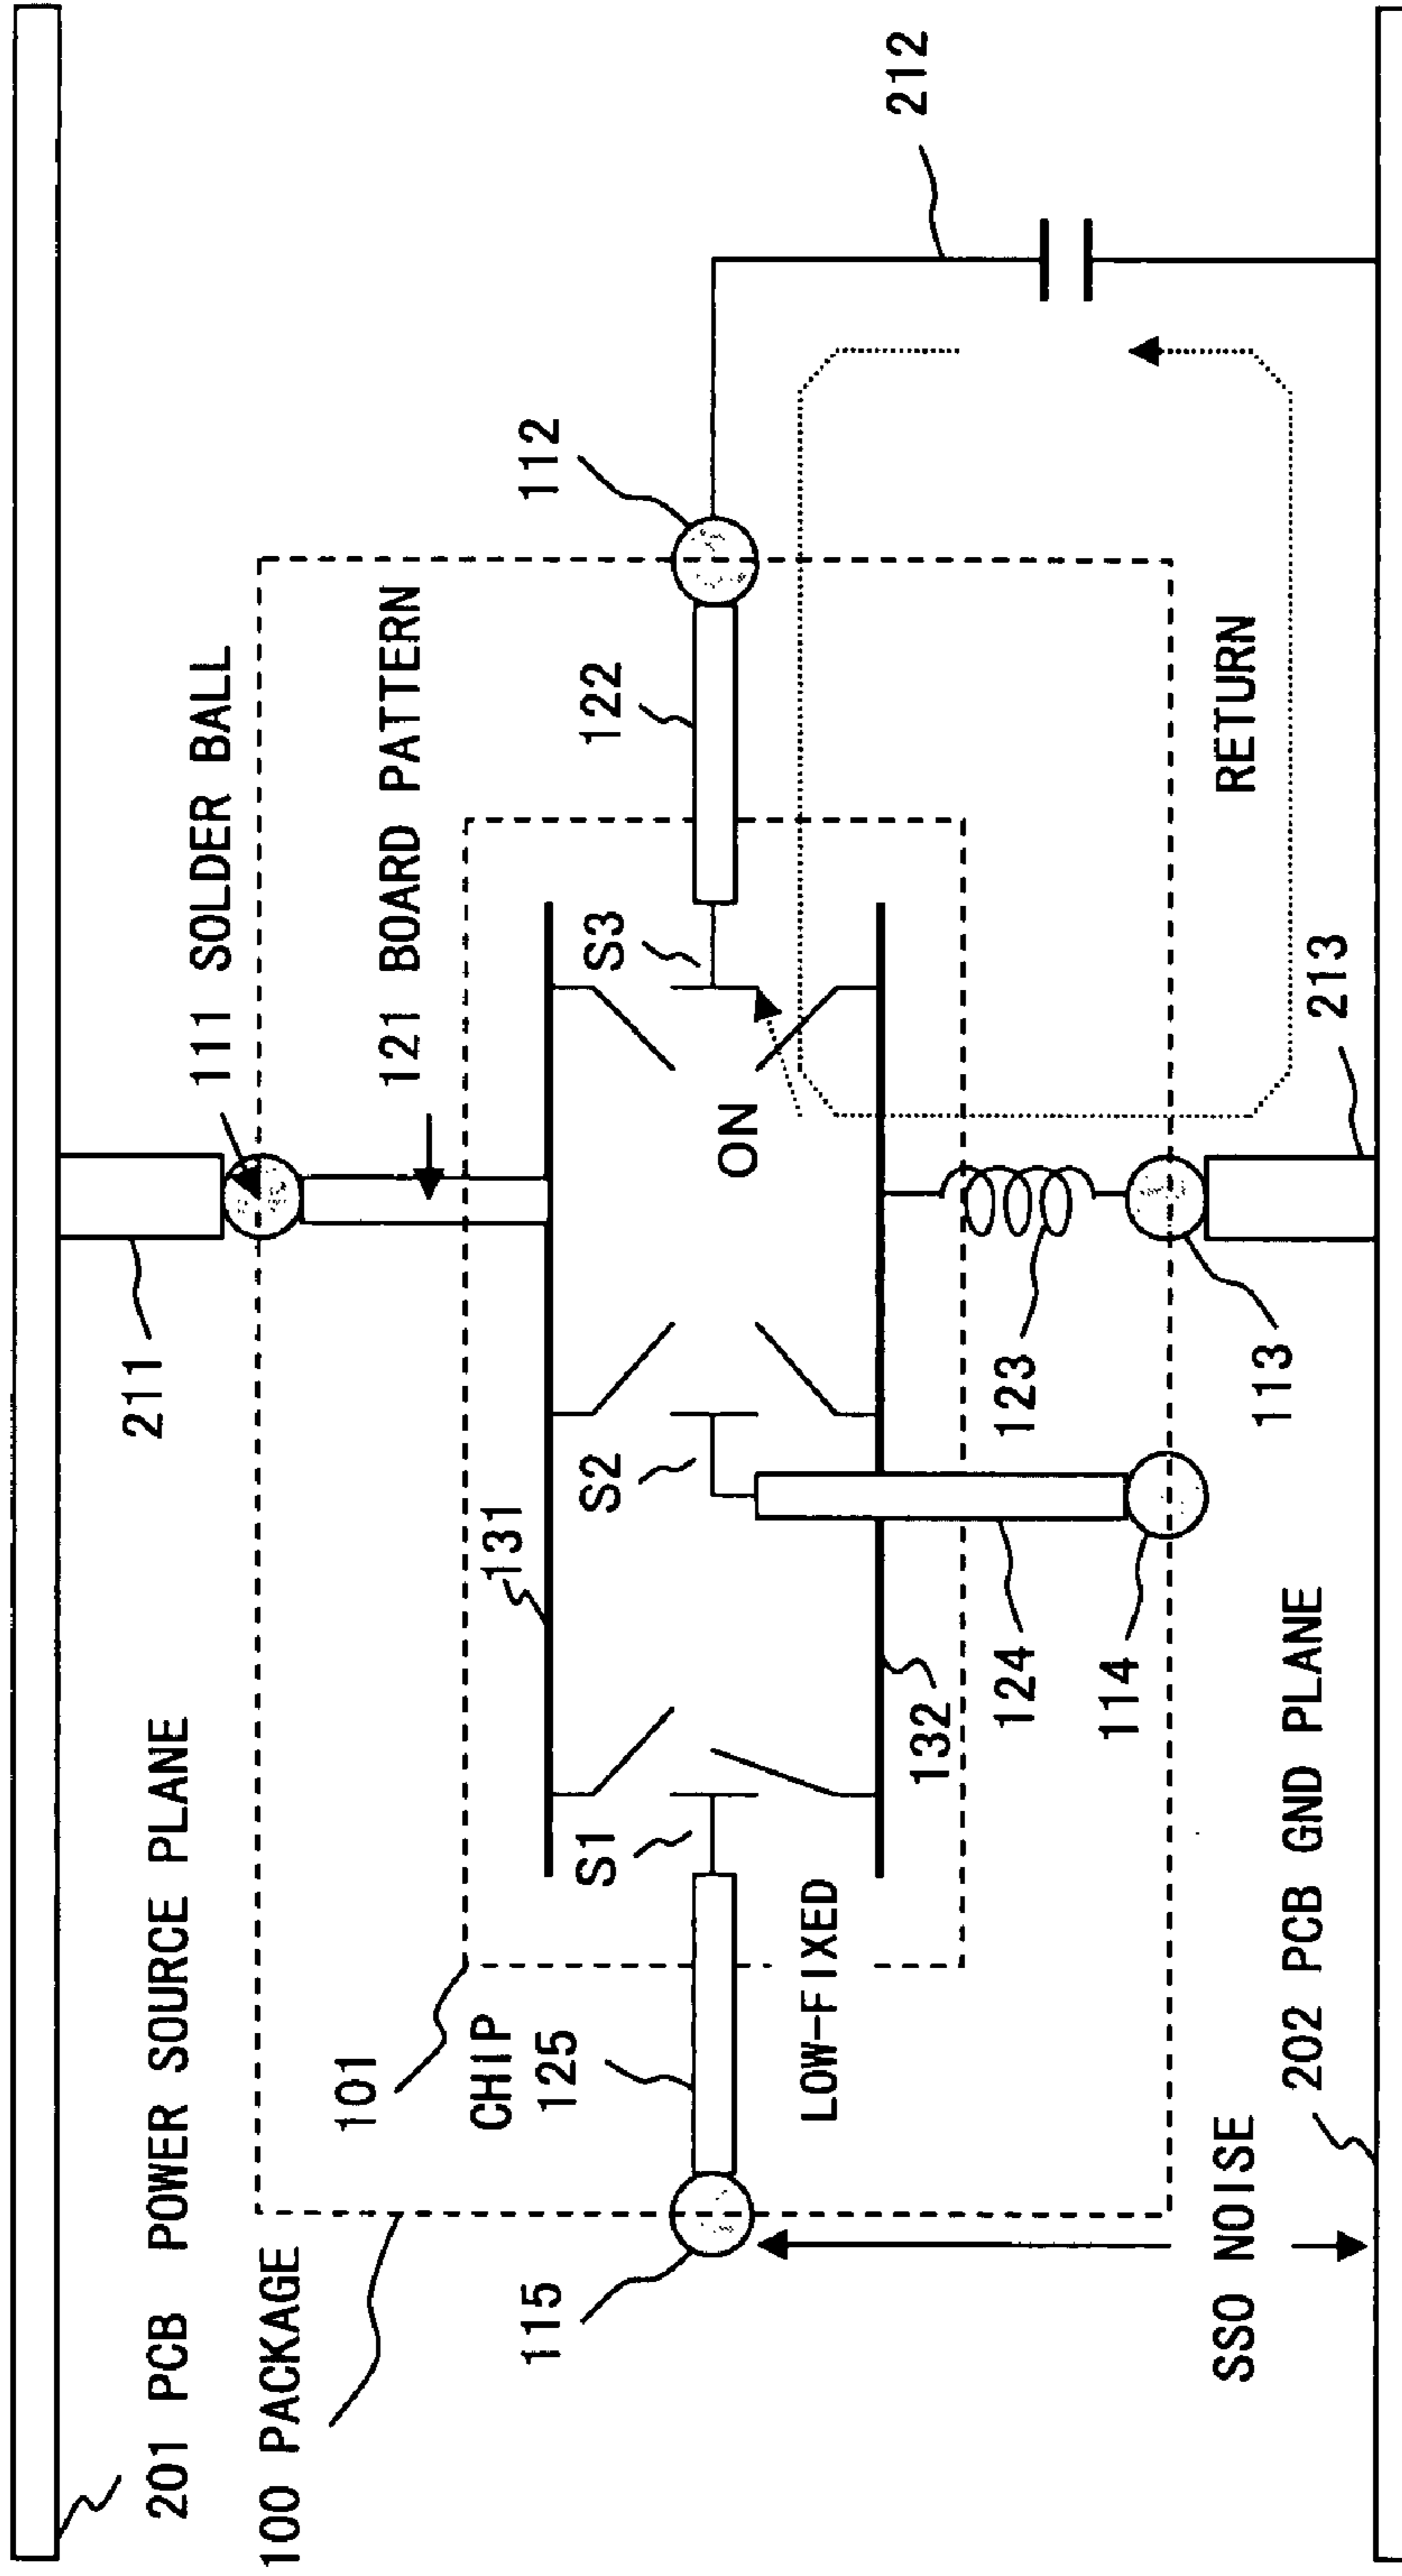 201 PCB POWER SOURCE PLANE
211
111 SOLDER BALL
100 PACKAGE
101
121 BOARD PATTERN
CHIP
131
112
115
125
S1
S2
S3
122
ON
LOW-FIXED
212
132
124
123
114
113
RETURN
SSO NOISE
213
202 PCB GND PLANE